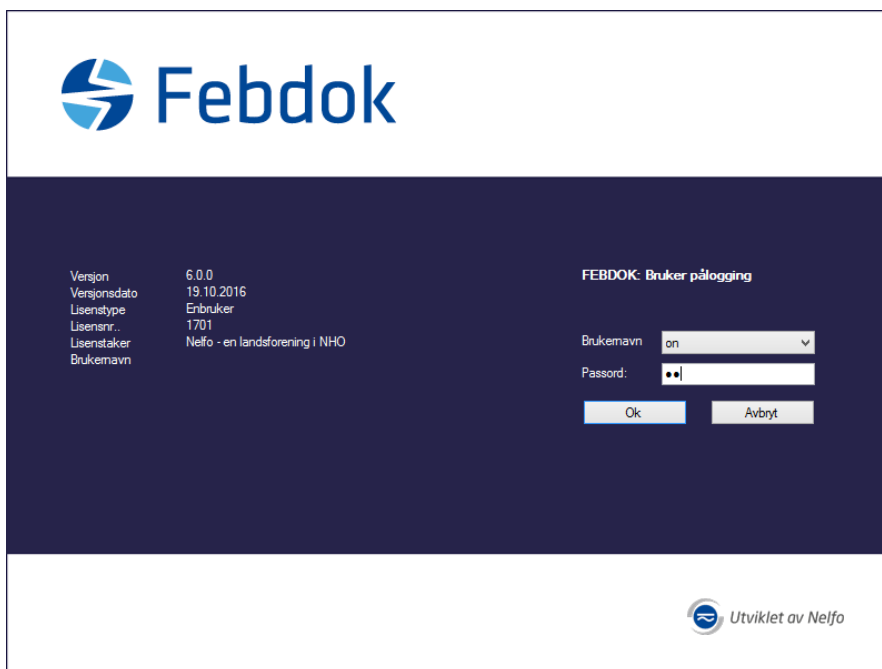 Febdok
Versjon 6.0.0
Versjonsdato 19.10.2016
Lisenstype Enbruker
Lisensnr.. 1701
Lisenstaker Nelfo - en landsforening i NHO
Brukernavn
FEBDOK: Bruker pålogging
Brukernavn on
Passord: ●●
Ok Avbryt
Utviklet av Nelfo